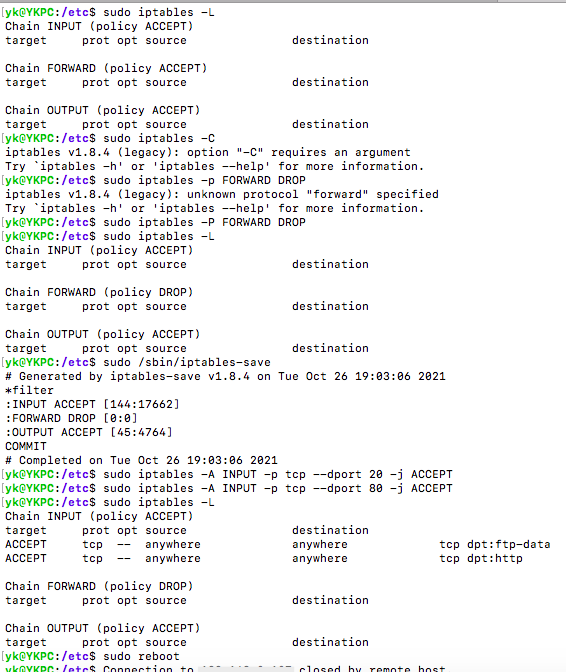 [yk@YKPC:/etc$ sudo iptables -L
Chain INPUT (policy ACCEPT)
target     prot opt source               destination

Chain FORWARD (policy ACCEPT)
target     prot opt source               destination

Chain OUTPUT (policy ACCEPT)
target     prot opt source               destination
[yk@YKPC:/etc$ sudo iptables -C
iptables v1.8.4 (legacy): option "-C" requires an argument
Try `iptables -h' or 'iptables --help' for more information.
[yk@YKPC:/etc$ sudo iptables -p FORWARD DROP
iptables v1.8.4 (legacy): unknown protocol "forward" specified
Try `iptables -h' or 'iptables --help' for more information.
[yk@YKPC:/etc$ sudo iptables -P FORWARD DROP
[yk@YKPC:/etc$ sudo iptables -L
Chain INPUT (policy ACCEPT)
target     prot opt source               destination

Chain FORWARD (policy DROP)
target     prot opt source               destination

Chain OUTPUT (policy ACCEPT)
target     prot opt source               destination
[yk@YKPC:/etc$ sudo /sbin/iptables-save
# Generated by iptables-save v1.8.4 on Tue Oct 26 19:03:06 2021
*filter
:INPUT ACCEPT [144:17662]
:FORWARD DROP [0:0]
:OUTPUT ACCEPT [45:4764]
COMMIT
# Completed on Tue Oct 26 19:03:06 2021
[yk@YKPC:/etc$ sudo iptables -A INPUT -p tcp --dport 20 -j ACCEPT
[yk@YKPC:/etc$ sudo iptables -A INPUT -p tcp --dport 80 -j ACCEPT
[yk@YKPC:/etc$ sudo iptables -L
Chain INPUT (policy ACCEPT)
target     prot opt source               destination
ACCEPT     tcp  --  anywhere             anywhere             tcp dpt:ftp-data
ACCEPT     tcp  --  anywhere             anywhere             tcp dpt:http

Chain FORWARD (policy DROP)
target     prot opt source               destination

Chain OUTPUT (policy ACCEPT)
target     prot opt source               destination
[yk@YKPC:/etc$ sudo reboot
yk@YKPC:/etc$ Connection to closed by remote host